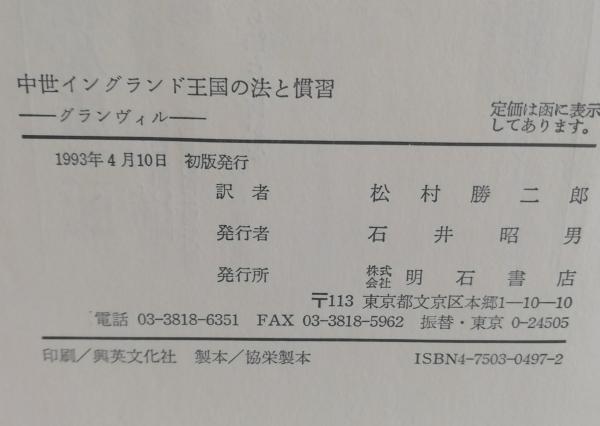 中世イングランド王国の法と慣習
——グランヴィル——
定価は函に表示
してあります。
1993年4月10日 初版発行
訳者 松村勝二郎
発行者 石井昭男
発行所 株式会社 明石書店
〒113 東京都文京区本郷1—10—10
電話 03-3818-6351 FAX 03-3818-5962 振替・東京 0-24505
印刷／興英文化社 製本／協栄製本 ISBN4-7503-0497-2